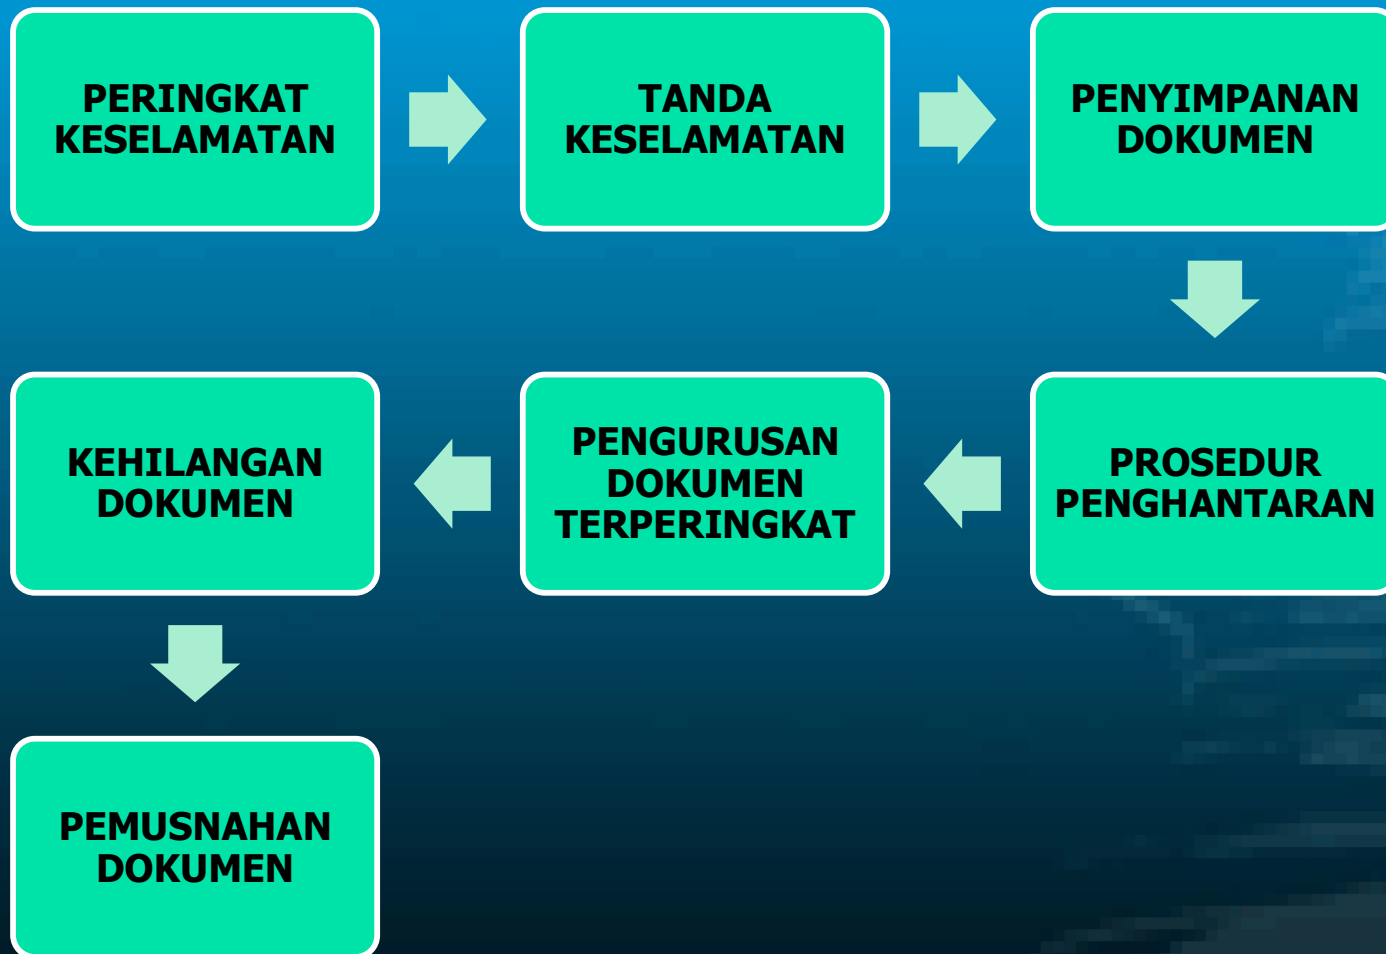 PERINGKAT
KESELAMATAN
TANDA
KESELAMATAN
PENYIMPANAN
DOKUMEN
PROSEDUR
PENGHANTARAN
PENGURUSAN
DOKUMEN
TERPERINGKAT
KEHILANGAN
DOKUMEN
PEMUSNAHAN
DOKUMEN